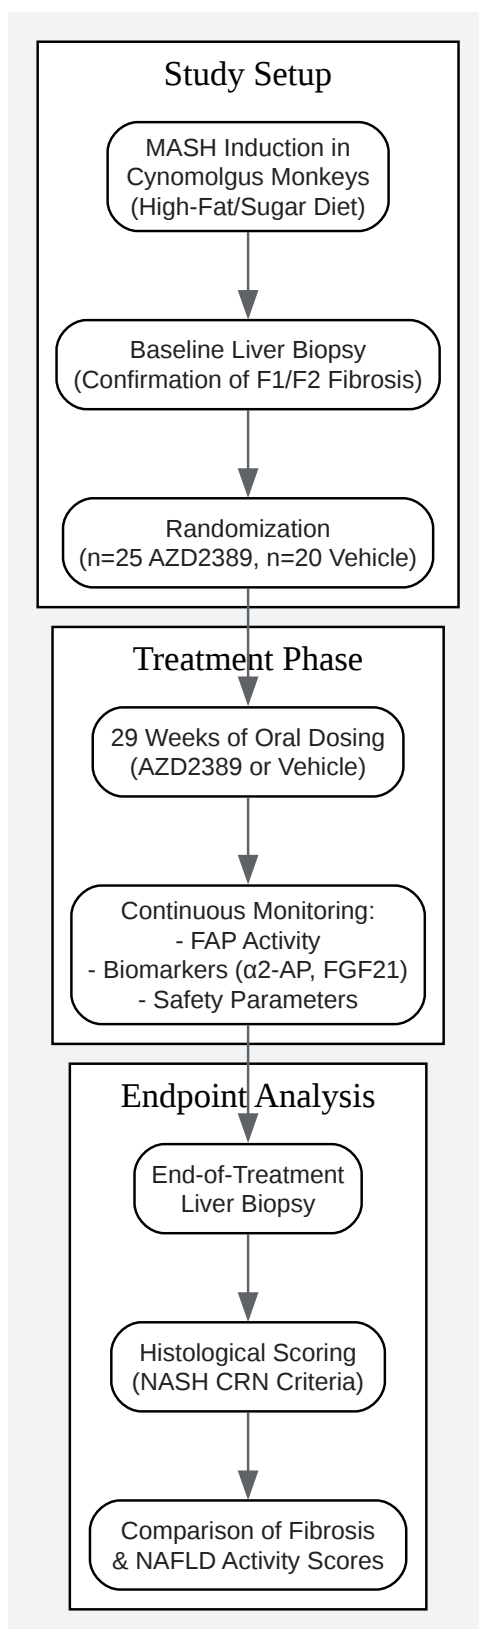 Study Setup
MASH Induction in
Cynomolgus Monkeys
(High-Fat/Sugar Diet)
Baseline Liver Biopsy
(Confirmation of F1/F2 Fibrosis)
Randomization
(n=25 AZD2389, n=20 Vehicle)
Treatment Phase
29 Weeks of Oral Dosing
(AZD2389 or Vehicle)
Continuous Monitoring:
- FAP Activity
- Biomarkers (α2-AP, FGF21)
- Safety Parameters
Endpoint Analysis
End-of-Treatment
Liver Biopsy
Histological Scoring
(NASH CRN Criteria)
Comparison of Fibrosis
& NAFLD Activity Scores